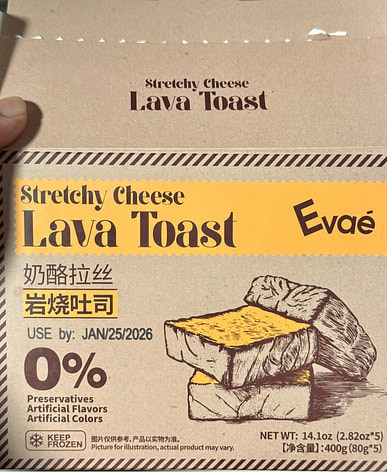 Stretchy Cheese
Lava Toast
Stretchy Cheese
Lava Toast
Evaé
奶酪拉丝
岩烧吐司
USE by: JAN/25/2026
0%
Preservatives
Artificial Flavors
Artificial Colors
KEEP
FROZEN
图片仅供参考,产品以实物为准。
Picture for illustration, actual product may vary.
NET WT: 14.1oz (2.82oz*5)
【净含量】:400g(80g*5)